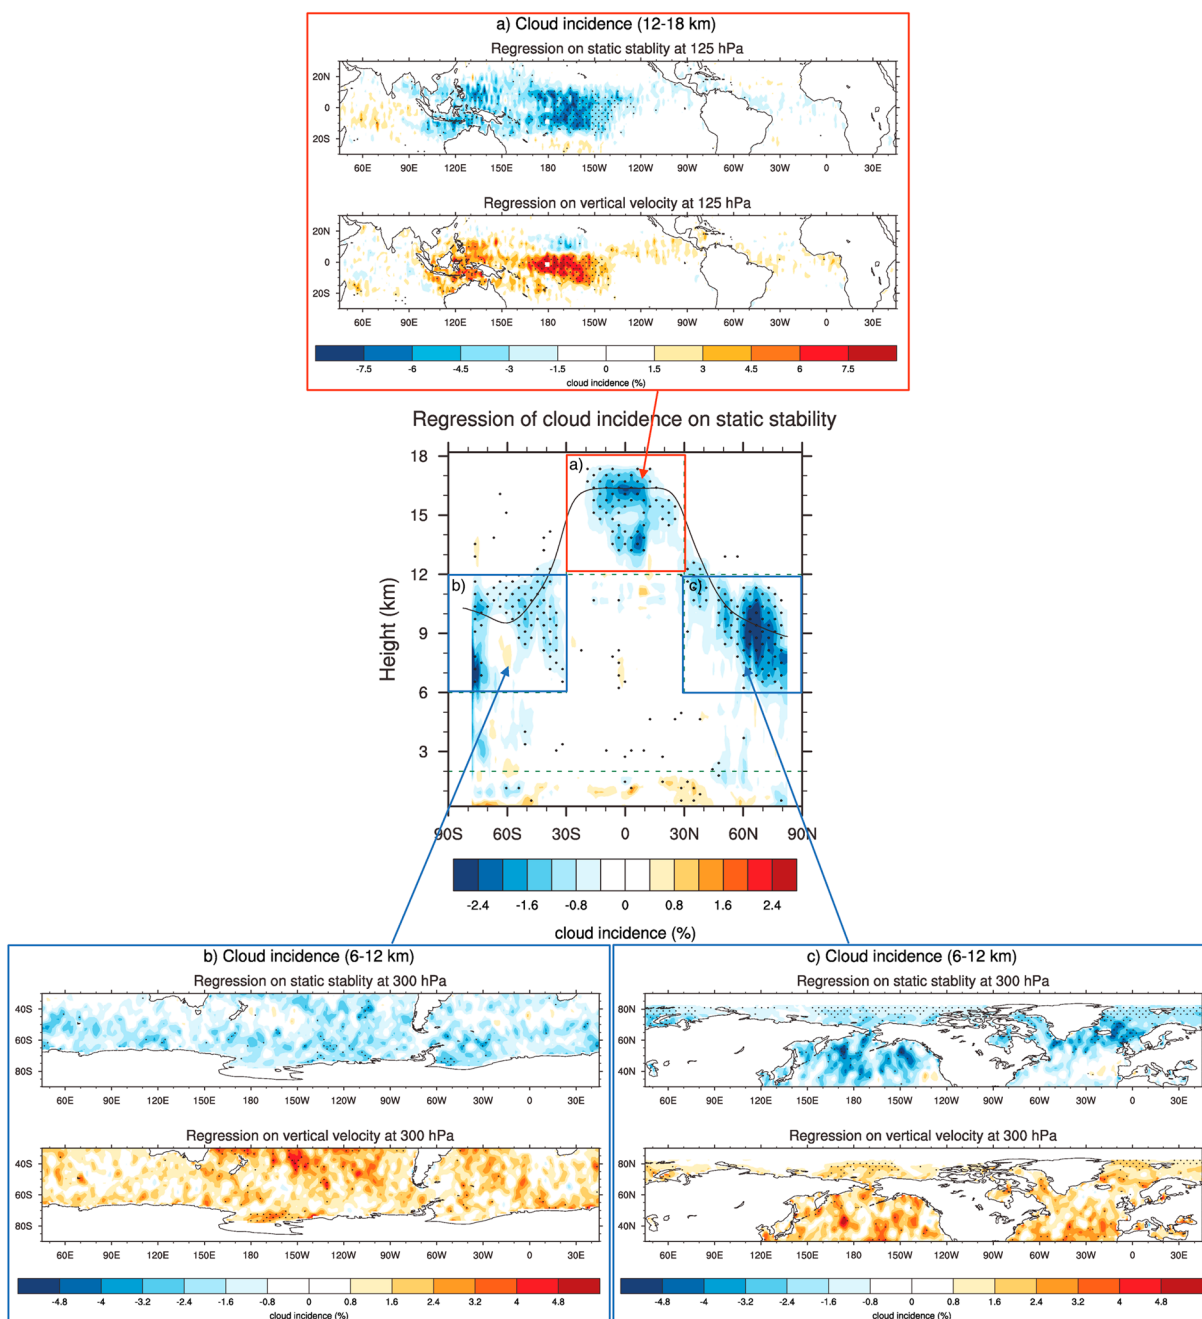 a) Cloud incidence (12-18 km)
Regression on static stablity at 125 hPa
20N
0
20S
60E 90E 120E 150E 180 150W 120W 90W 60W 30W 0 30E
Regression on vertical velocity at 125 hPa
20N
0
20S
60E 90E 120E 150E 180 150W 120W 90W 60W 30W 0 30E
-7.5 -6 -4.5 -3 -1.5 0 1.5 3 4.5 6 7.5
cloud incidence (%)
Regression of cloud incidence on static stability
18
a)
15
12
b) c)
Height (km)
9
6
3
90S 60S 30S 0 30N 60N 90N
-2.4 -1.6 -0.8 0 0.8 1.6 2.4
cloud incidence (%)
b) Cloud incidence (6-12 km)
Regression on static stablity at 300 hPa
40S
60S
80S
60E 90E 120E 150E 180 150W 120W 90W 60W 30W 0 30E
Regression on vertical velocity at 300 hPa
40S
60S
80S
60E 90E 120E 150E 180 150W 120W 90W 60W 30W 0 30E
-4.8 -4 -3.2 -2.4 -1.6 -0.8 0 0.8 1.6 2.4 3.2 4 4.8
cloud incidence (%)
c) Cloud incidence (6-12 km)
Regression on static stablity at 300 hPa
80N
60N
40N
60E 90E 120E 150E 180 150W 120W 90W 60W 30W 0 30E
Regression on vertical velocity at 300 hPa
80N
60N
40N
60E 90E 120E 150E 180 150W 120W 90W 60W 30W 0 30E
-4.8 -4 -3.2 -2.4 -1.6 -0.8 0 0.8 1.6 2.4 3.2 4 4.8
cloud incidence (%)